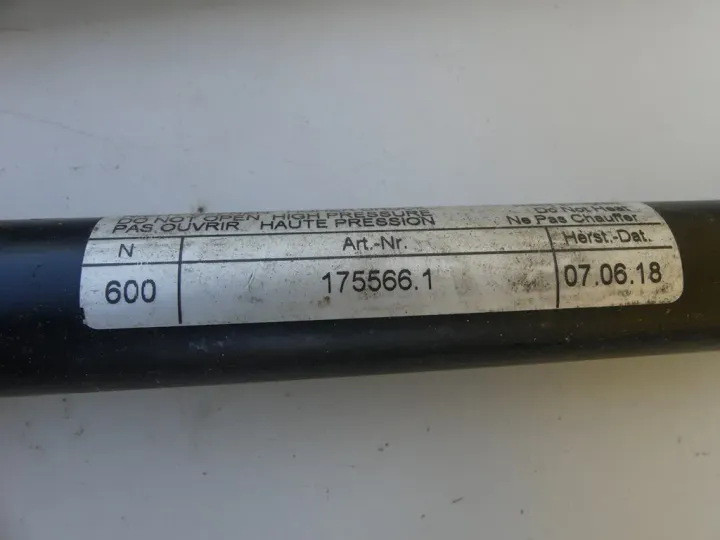 DO NOT OPEN HIGH PRESSURE
PAS OUVRIR HAUTE PRESSION
Do Not Heat
Ne Pas Chauffer
N Art.-Nr. Herst.-Dat.
600 175566.1 07.06.18